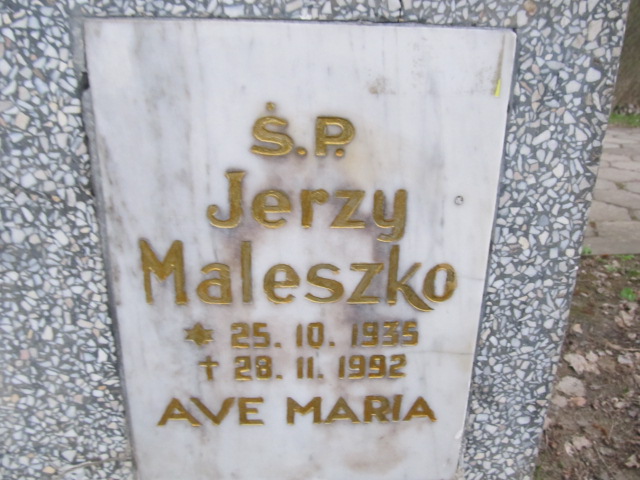 Ś.P.
Jerzy
Maleszko
* 25. 10. 1935
† 28. 11. 1992
AVE MARIA